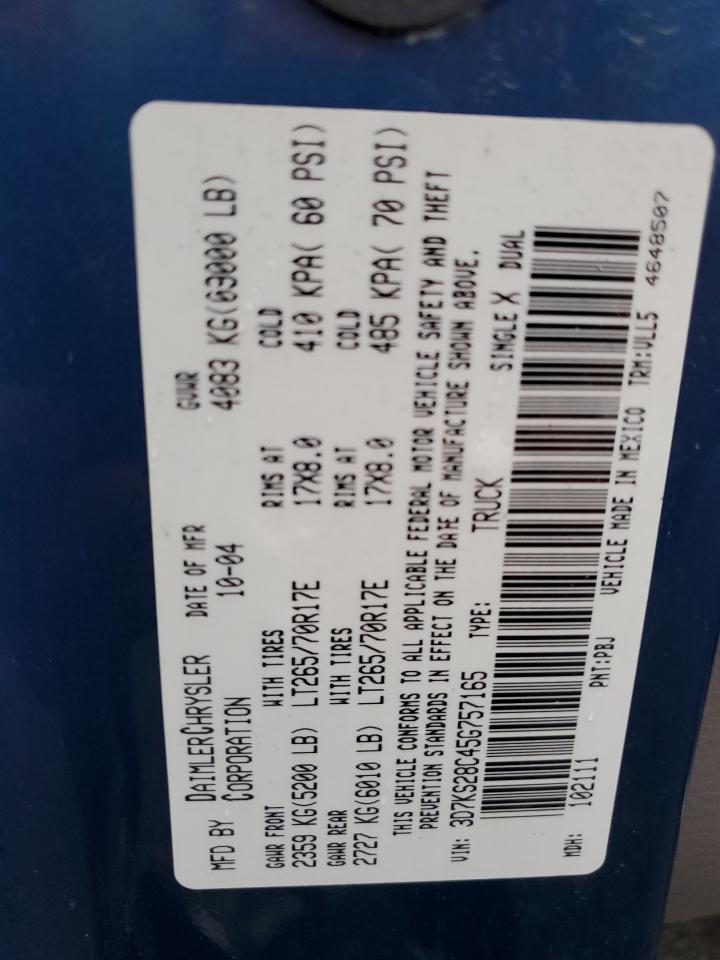 MFD BY DAIMLERCHRYSLER CORPORATION DATE OF MFR 10-04 GVWR 4083 KG(09000 LB)
GAWR FRONT WITH TIRES RIMS AT COLD
2359 KG(5200 LB) LT265/70R17E 17X8.0 410 KPA( 60 PSI)
GAWR REAR WITH TIRES RIMS AT COLD
2727 KG(6010 LB) LT265/70R17E 17X8.0 485 KPA( 70 PSI)
THIS VEHICLE CONFORMS TO ALL APPLICABLE FEDERAL MOTOR VEHICLE SAFETY AND THEFT
PREVENTION STANDARDS IN EFFECT ON THE DATE OF MANUFACTURE SHOWN ABOVE.
VIN: 3D7KS28C45G757165 TYPE: TRUCK SINGLE X DUAL
MDH: 102111 PNT:PBJ VEHICLE MADE IN MEXICO TRM:VLL5 4648507